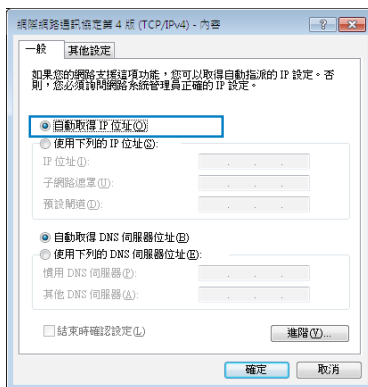 網際網路通訊協定第 4 版 (TCP/IPv4) - 內容
一般 其他設定
如果您的網路支援這項功能，您可以取得自動指派的 IP 設定。否
則，您必須詢問網路系統管理員正確的 IP 設定。
自動取得 IP 位址(O)
使用下列的 IP 位址(S):
IP 位址(I):
子網路遮罩(U):
預設閘道(D):
自動取得 DNS 伺服器位址(B)
使用下列的 DNS 伺服器位址(E):
慣用 DNS 伺服器(P):
其他 DNS 伺服器(A):
結束時確認設定(L)
進階(V)...
確定 取消